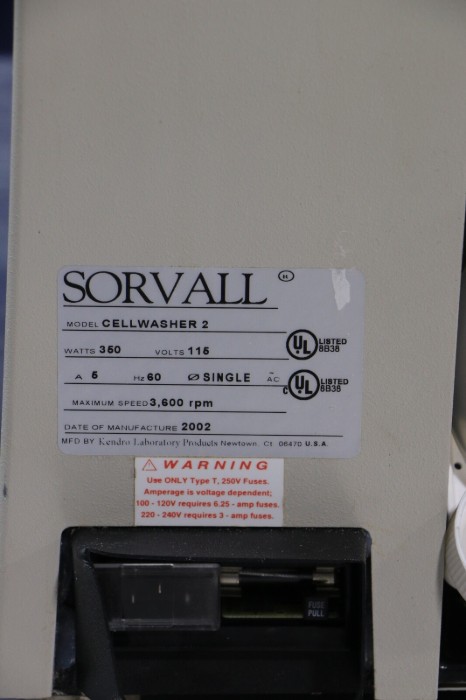 SORVALL ®
MODEL CELLWASHER 2
WATTS 350 VOLTS 115
A 5 Hz 60 Ø SINGLE ~ AC
MAXIMUM SPEED 3,600 rpm
DATE OF MANUFACTURE 2002
MFD BY Kendro Laboratory Products Newtown, Ct. 06470 U.S.A.
UL LISTED
8B38
C UL LISTED
6B38
⚠ WARNING
Use ONLY Type T, 250V Fuses.
Amperage is voltage dependent;
100 - 120V requires 6.25 - amp fuses.
220 - 240V requires 3 - amp fuses.
FUSE
PULL